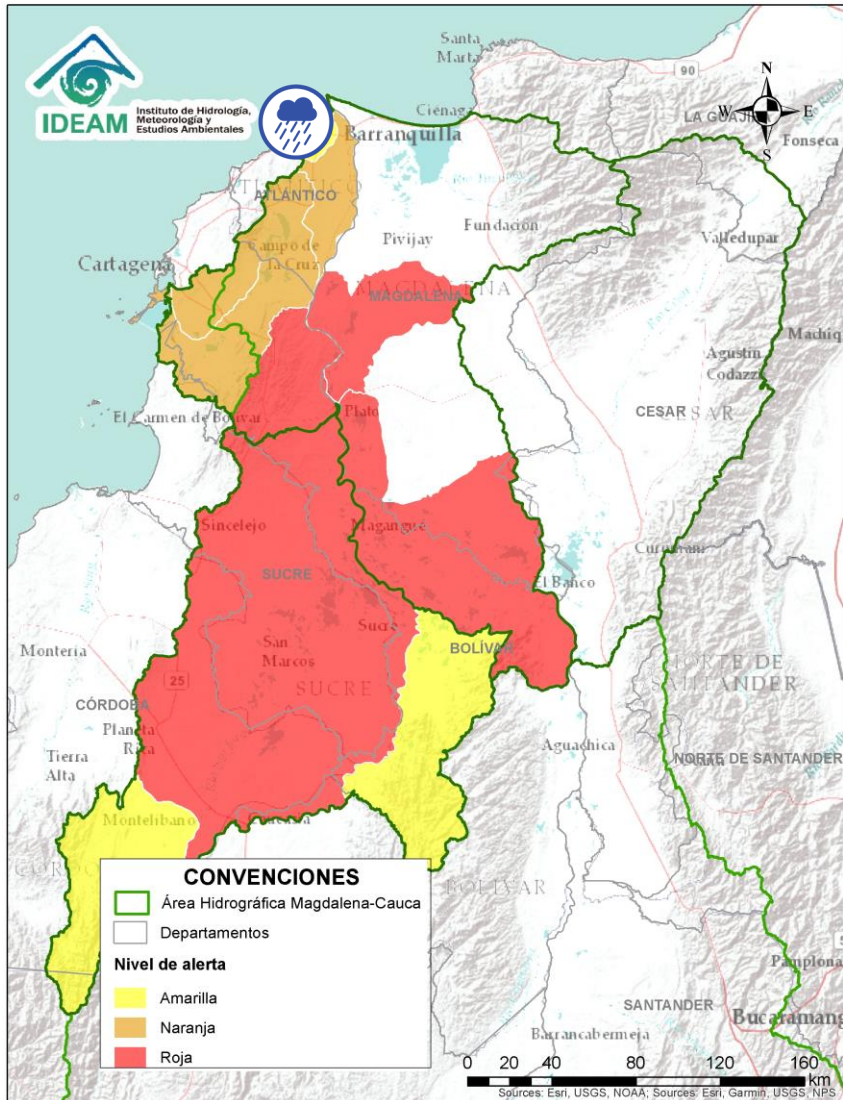 IDEAM
Instituto de Hidrología,
Meteorología y
Estudios Ambientales
Santa
Marta
90
N
W
E
S
Ciénaga
Barranquilla
LA GUAJI
Fonseca
ATLÁNTICO
Pivijay
Fundación
Valledupar
Cartagena
Campo de
la Cruz
MAGDALENA
Agustín
Codazzi
El Carmen de Bolívar
Plato
CESAR
CESAR
Sincelejo
Magangué
Curumaní
SUCRE
El Banco
Montería
Sucre
San
Marcos
BOLÍVAR
25
SUCRE
NORTE DE
SANTANDER
CÓRDOBA
Planeta
Rica
Tierra
Alta
Aguachica
NORTE DE SANTANDER
Montelíbano
BOLÍVAR
CONVENCIONES
Área Hidrográfica Magdalena-Cauca
Departamentos
Nivel de alerta
Amarilla
Naranja
Roja
Pamplona
SANTANDER
Bucaramang
Barrancabermeja
0 20 40 80 120 160
km
Sources: Esri, USGS, NOAA; Sources: Esri, Garmin, USGS, NPS